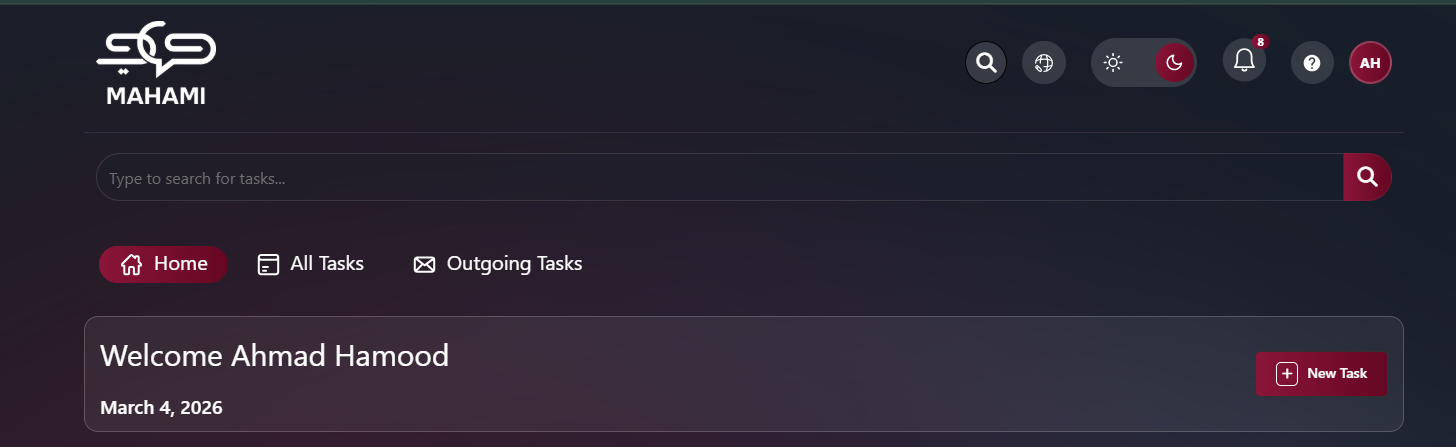 MAHAMI
8
AH
Type to search for tasks...
Home
All Tasks
Outgoing Tasks
Welcome Ahmad Hamood
New Task
March 4, 2026